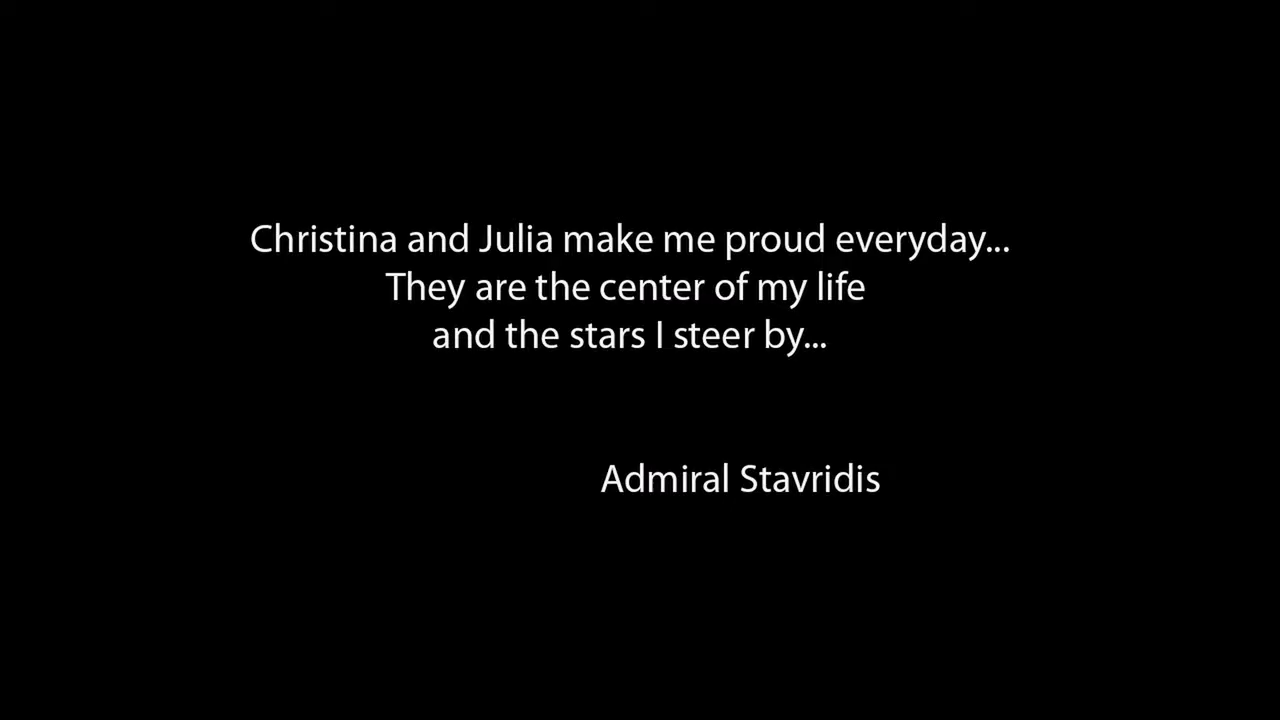 Christina and Julia make me proud everyday...
They are the center of my life
and the stars I steer by...
Admiral Stavridis